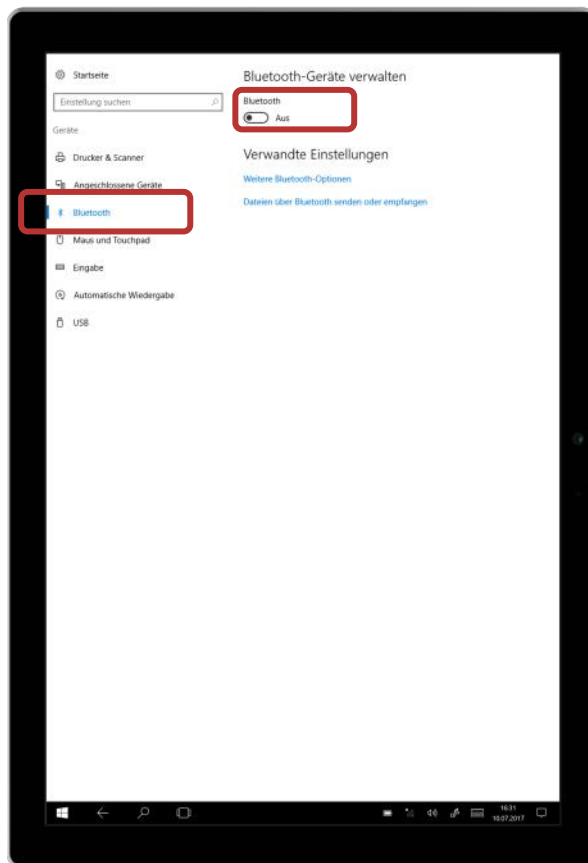 Startseite
Einstellung suchen
Geräte
Drucker & Scanner
Angeschlossene Geräte
Bluetooth
Maus und Touchpad
Eingabe
Automatische Wiedergabe
USB
Bluetooth-Geräte verwalten
Bluetooth
Aus
Verwandte Einstellungen
Weitere Bluetooth-Optionen
Dateien über Bluetooth senden oder empfangen
16:31
10.07.2017